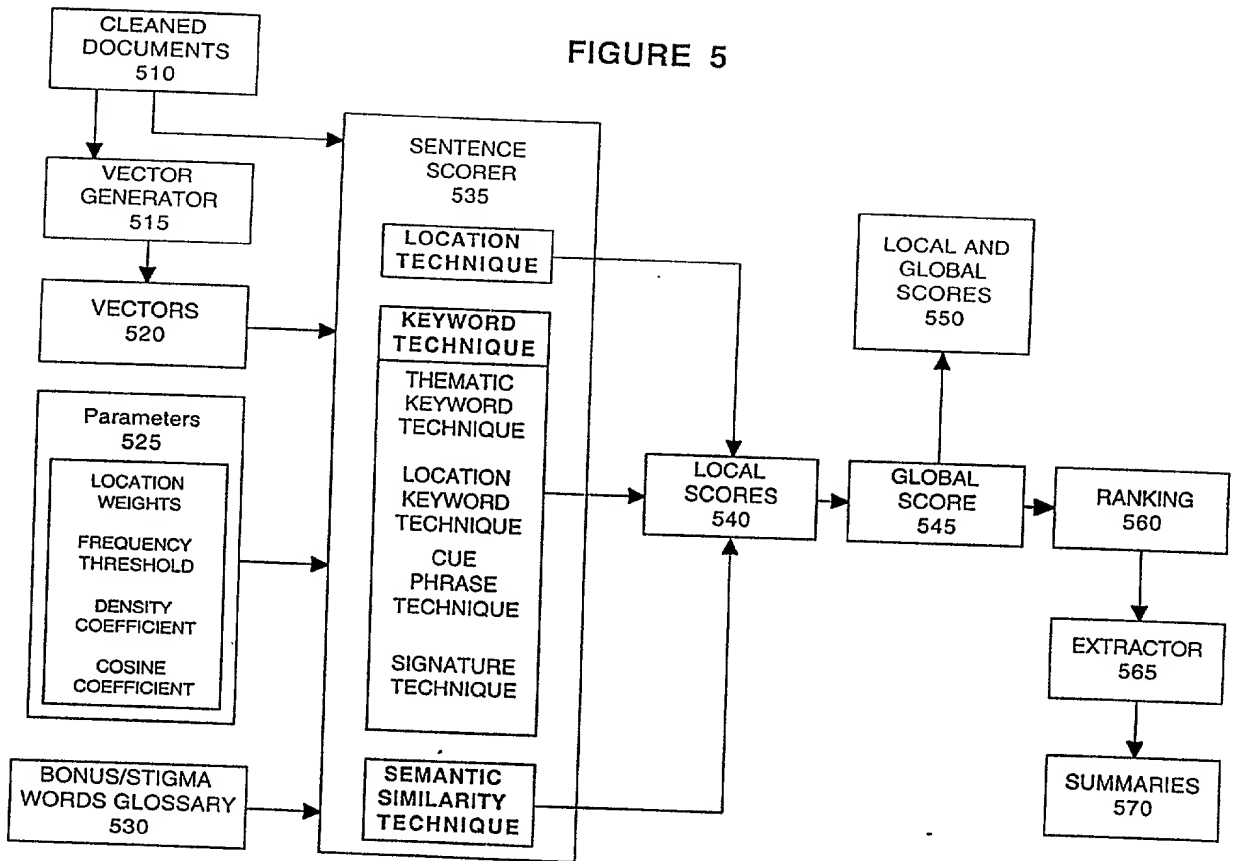 FIGURE 5
CLEANED
DOCUMENTS
510
VECTOR
GENERATOR
515
VECTORS
520
Parameters
525
LOCATION
WEIGHTS
FREQUENCY
THRESHOLD
DENSITY
COEFFICIENT
COSINE
COEFFICIENT
BONUS/STIGMA
WORDS GLOSSARY
530
SENTENCE
SCORER
535
LOCATION
TECHNIQUE
KEYWORD
TECHNIQUE
THEMATIC
KEYWORD
TECHNIQUE
LOCATION
KEYWORD
TECHNIQUE
CUE
PHRASE
TECHNIQUE
SIGNATURE
TECHNIQUE
SEMANTIC
SIMILARITY
TECHNIQUE
LOCAL
SCORES
540
GLOBAL
SCORE
545
LOCAL AND
GLOBAL
SCORES
550
RANKING
560
EXTRACTOR
565
SUMMARIES
570